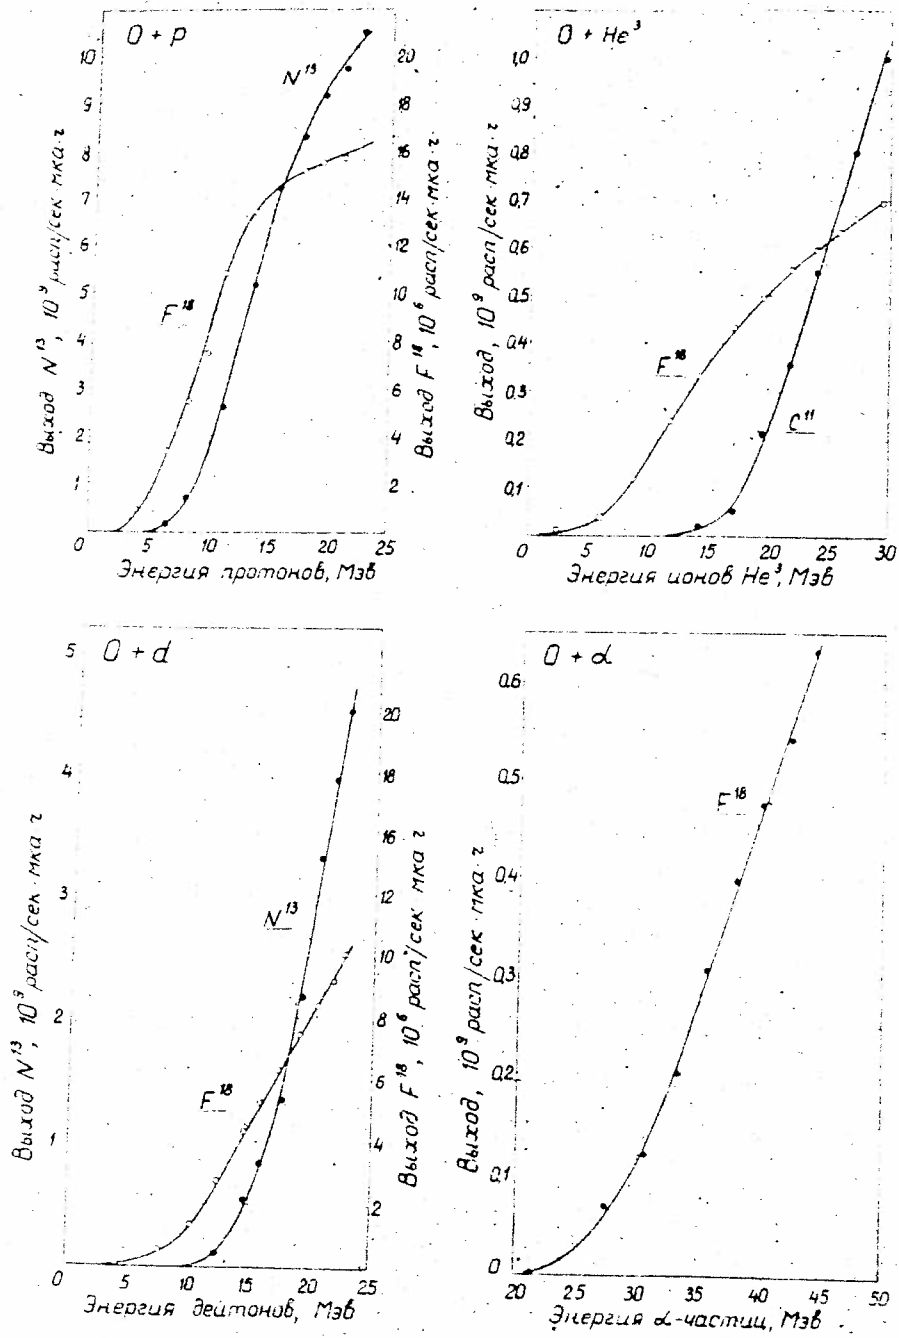 O + p
N¹³
F¹⁸
Выход N¹³, 10⁹ расп/сек·мка·г
10
9
8
7
6
5
4
3
2
1
Выход F¹⁸, 10⁶ расп/сек·мка·г
20
18
16
14
12
10
8
6
4
2
0 5 10 15 20 25
Энергия протонов, Мэв
O + He³
F¹⁸
C¹¹
Выход, 10⁹ расп/сек·мка·г
1,0
0,9
0,8
0,7
0,6
0,5
0,4
0,3
0,2
0,1
0 5 10 15 20 25 30
Энергия ионов He³, Мэв
O + d
N¹³
F¹⁸
Выход N¹³, 10⁹ расп/сек·мка·г
5
4
3
2
1
Выход F¹⁸, 10⁶ расп/сек·мка·г
20
18
16
12
10
8
6
4
2
0 5 10 15 20 25
Энергия дейтонов, Мэв
O + α
F¹⁸
Выход, 10⁹ расп/сек·мка·г
0,6
0,5
0,4
0,3
0,2
0,1
0
20 25 30 35 40 45 50
Энергия α-частиц, Мэв